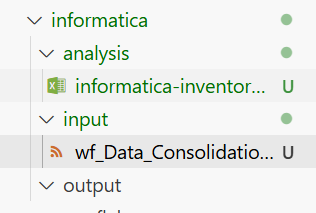 informatica
analysis
informatica-inventor... U
input
wf_Data_Consolidatio... U
output